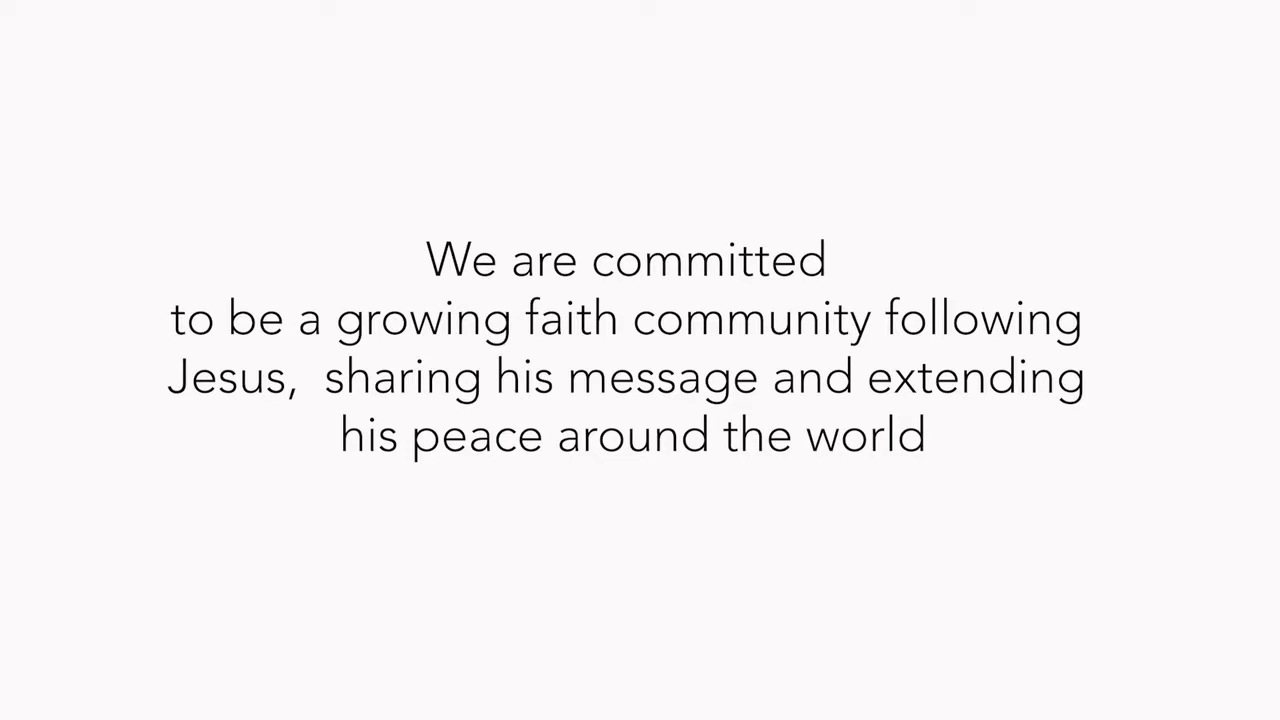 We are committed
to be a growing faith community following
Jesus,  sharing his message and extending
his peace around the world